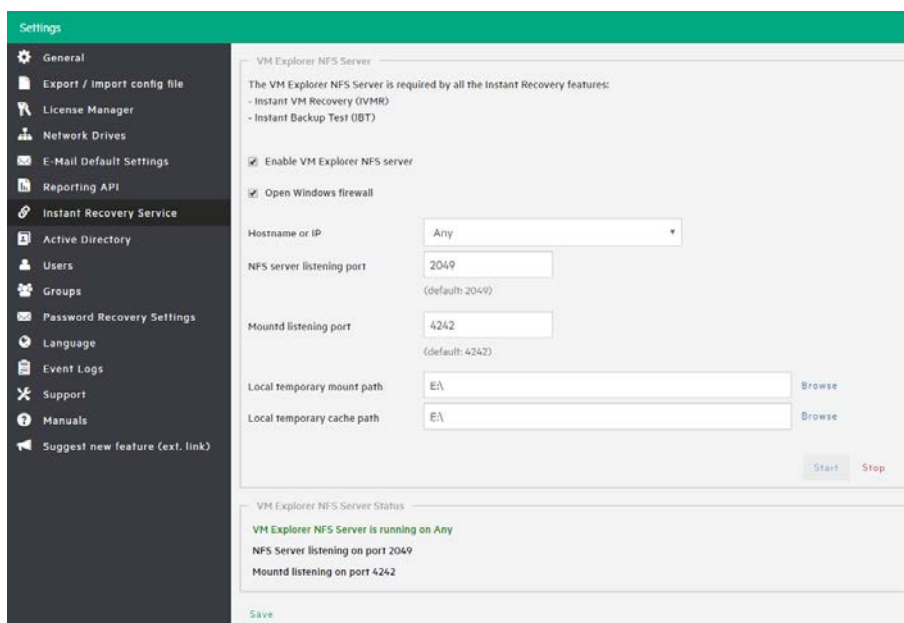 Settings
General
Export / Import config file
License Manager
Network Drives
E-Mail Default Settings
Reporting API
Instant Recovery Service
Active Directory
Users
Groups
Password Recovery Settings
Language
Event Logs
Support
Manuals
Suggest new feature (ext. link)
VM Explorer NFS Server
The VM Explorer NFS Server is required by all the Instant Recovery features:
- Instant VM Recovery (IVMR)
- Instant Backup Test (IBT)
Enable VM Explorer NFS server
Open Windows firewall
Hostname or IP Any
NFS server listening port 2049
(default: 2049)
Mountd listening port 4242
(default: 4242)
Local temporary mount path E:\ Browse
Local temporary cache path E:\ Browse
Start Stop
VM Explorer NFS Server Status
VM Explorer NFS Server is running on Any
NFS Server listening on port 2049
Mountd listening on port 4242
Save